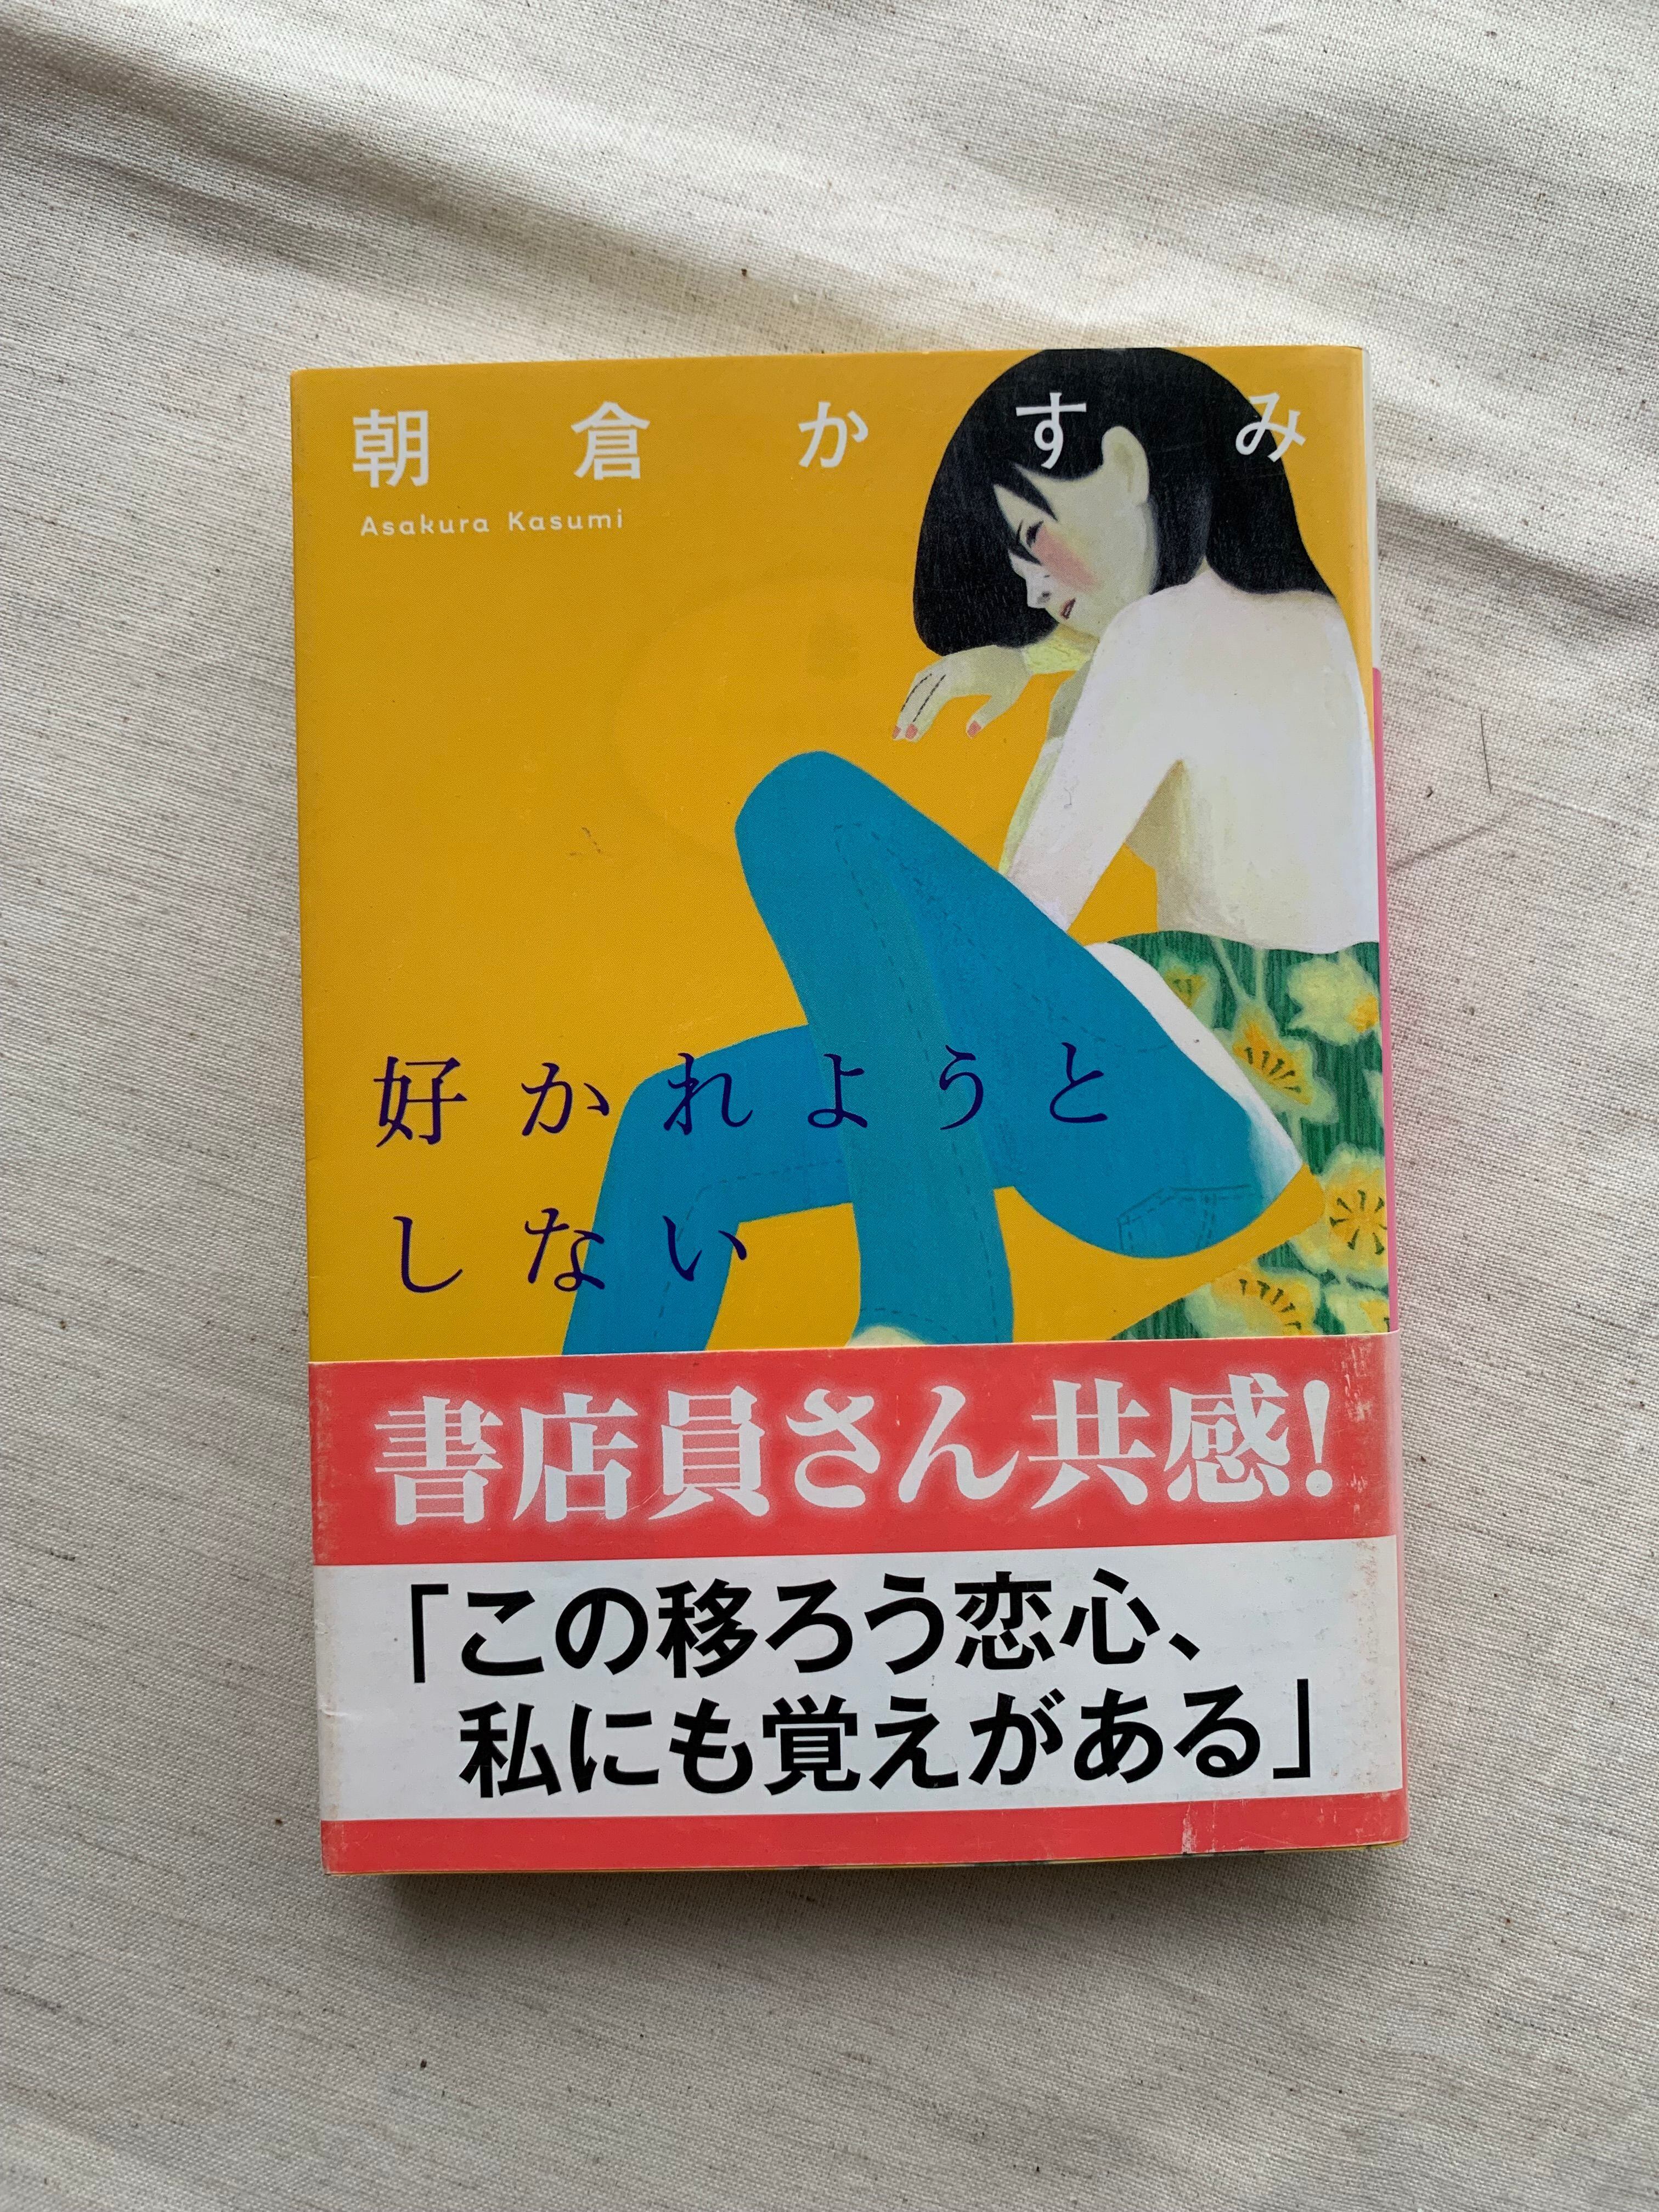 朝倉かすみ
Asakura Kasumi
好かれようと
しない
書店員さん共感!
「この移ろう恋心、
私にも覚えがある」